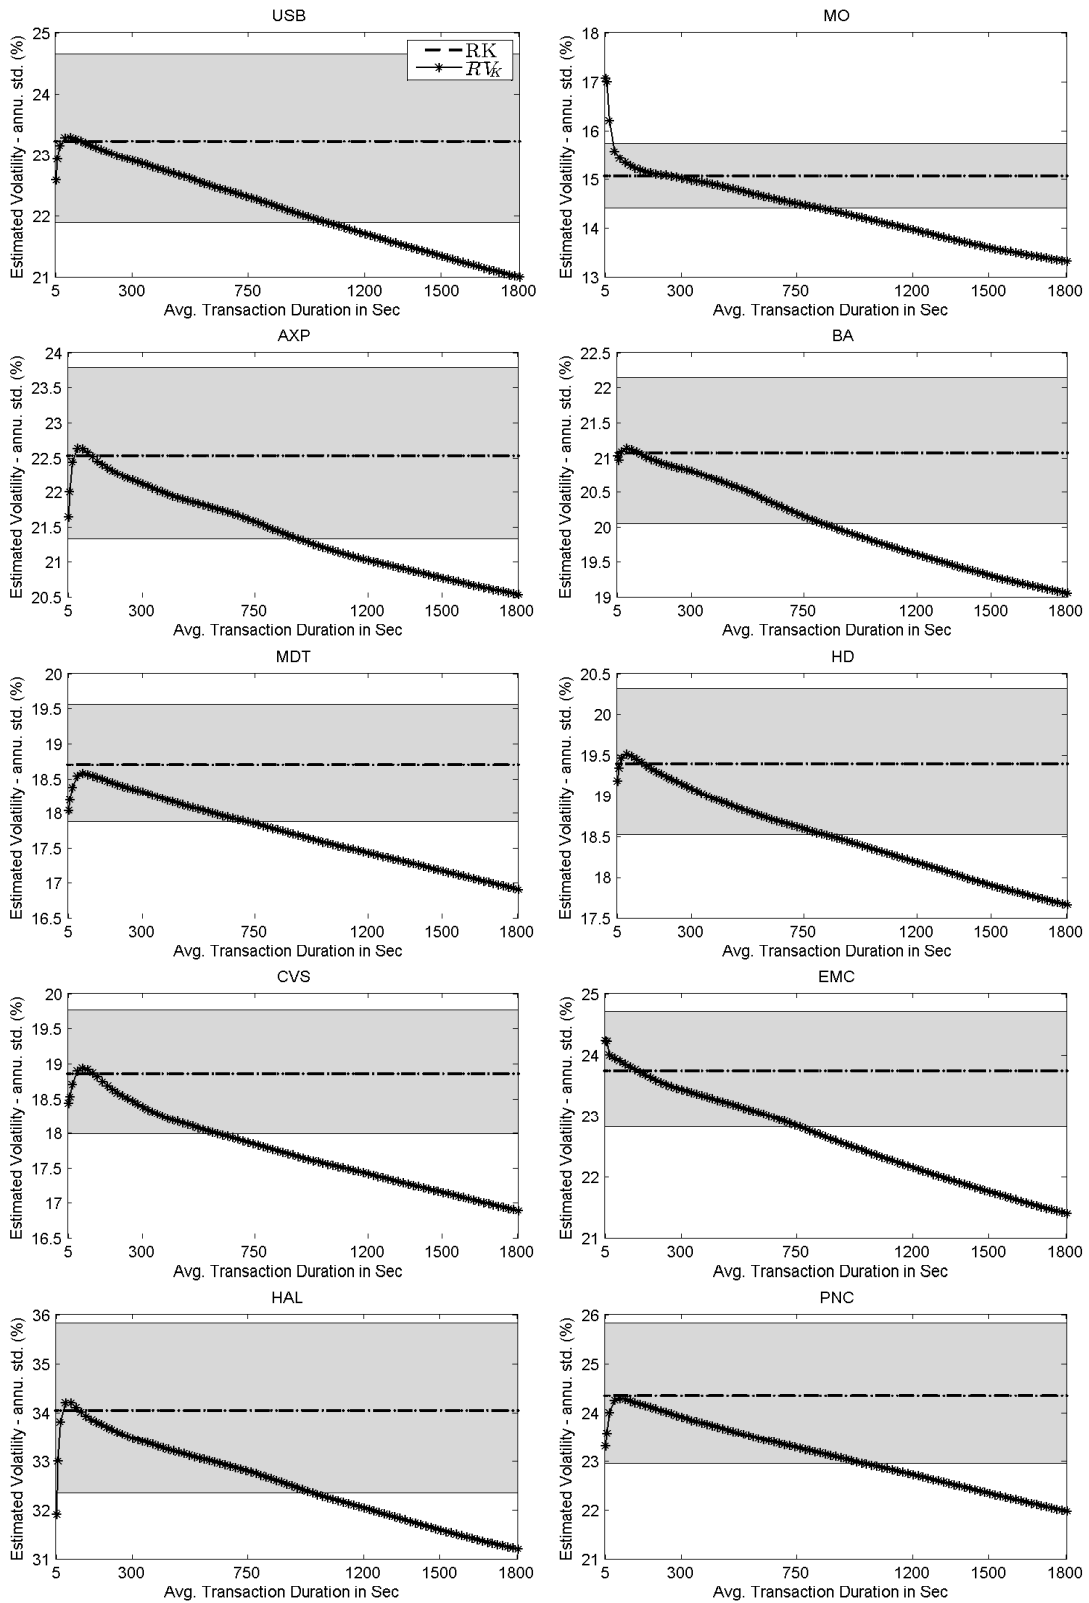 USB
Estimated Volatility - annu. std. (%)
25
24
23
22
21
RK
RV_K
5 300 750 1200 1500 1800
Avg. Transaction Duration in Sec
MO
Estimated Volatility - annu. std. (%)
18
17
16
15
14
13
5 300 750 1200 1500 1800
Avg. Transaction Duration in Sec
AXP
Estimated Volatility - annu. std. (%)
24
23.5
23
22.5
22
21.5
21
20.5
5 300 750 1200 1500 1800
Avg. Transaction Duration in Sec
BA
Estimated Volatility - annu. std. (%)
22.5
22
21.5
21
20.5
20
19.5
19
5 300 750 1200 1500 1800
Avg. Transaction Duration in Sec
MDT
Estimated Volatility - annu. std. (%)
20
19.5
19
18.5
18
17.5
17
16.5
5 300 750 1200 1500 1800
Avg. Transaction Duration in Sec
HD
Estimated Volatility - annu. std. (%)
20.5
20
19.5
19
18.5
18
17.5
5 300 750 1200 1500 1800
Avg. Transaction Duration in Sec
CVS
Estimated Volatility - annu. std. (%)
20
19.5
19
18.5
18
17.5
17
16.5
5 300 750 1200 1500 1800
Avg. Transaction Duration in Sec
EMC
Estimated Volatility - annu. std. (%)
25
24
23
22
21
5 300 750 1200 1500 1800
Avg. Transaction Duration in Sec
HAL
Estimated Volatility - annu. std. (%)
36
35
34
33
32
31
5 300 750 1200 1500 1800
Avg. Transaction Duration in Sec
PNC
Estimated Volatility - annu. std. (%)
26
25
24
23
22
21
5 300 750 1200 1500 1800
Avg. Transaction Duration in Sec